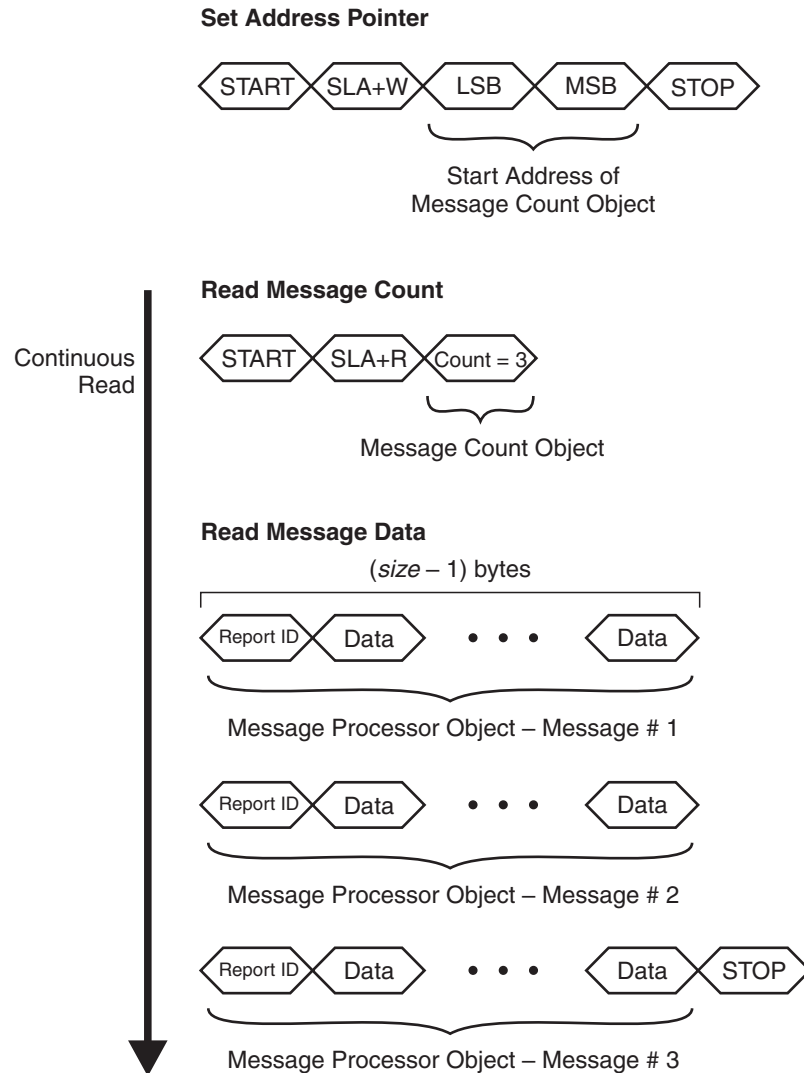 Set Address Pointer
START SLA+W LSB MSB STOP
Start Address of
Message Count Object
Read Message Count
Continuous
Read
START SLA+R Count = 3
Message Count Object
Read Message Data
(size – 1) bytes
Report ID Data • • • Data
Message Processor Object – Message # 1
Report ID Data • • • Data
Message Processor Object – Message # 2
Report ID Data • • • Data STOP
Message Processor Object – Message # 3